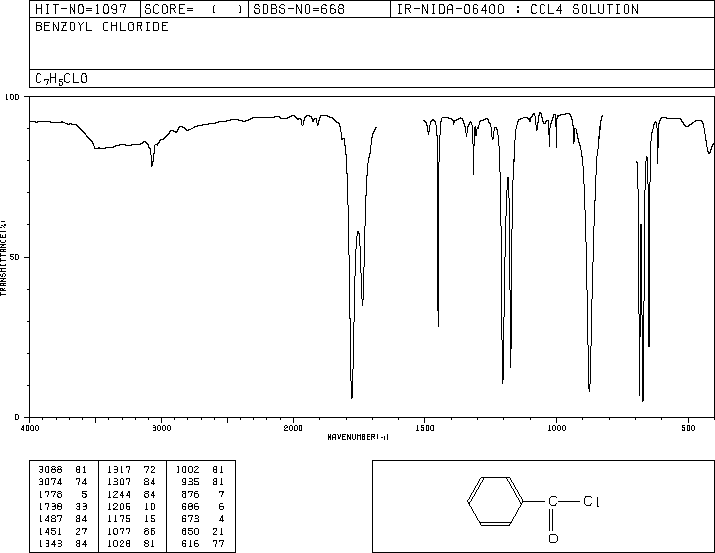 HIT-NO=1097 SCORE= ( ) SDBS-NO=668 IR-NIDA-06400 : CCL4 SOLUTION
BENZOYL CHLORIDE
C7H5CLO
100
50
0
TRANSMITTANCE(%)
4000 3000 2000 1500 1000 500
WAVENUMBER(-1)
3088 81 1317 72 1002 81
3074 74 1307 84 935 81
1778 5 1244 84 876 7
1738 33 1206 10 686 6
1487 84 1175 15 673 4
1451 27 1077 86 650 21
1343 84 1028 81 616 77
C Cl
O